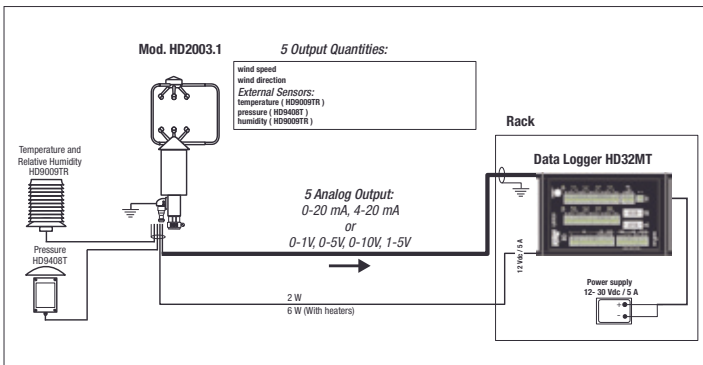 Mod. HD2003.1
5 Output Quantities:
wind speed
wind direction
External Sensors:
temperature ( HD9009TR )
pressure ( HD9408T )
humidity ( HD9009TR )
Rack
Data Logger HD32MT
Temperature and
Relative Humidity
HD9009TR
5 Analog Output:
0-20 mA, 4-20 mA
or
0-1V, 0-5V, 0-10V, 1-5V
Pressure
HD9408T
12 Vdc / 5 A
Power supply
12- 30 Vdc / 5 A
+
-
2 W
6 W (With heaters)